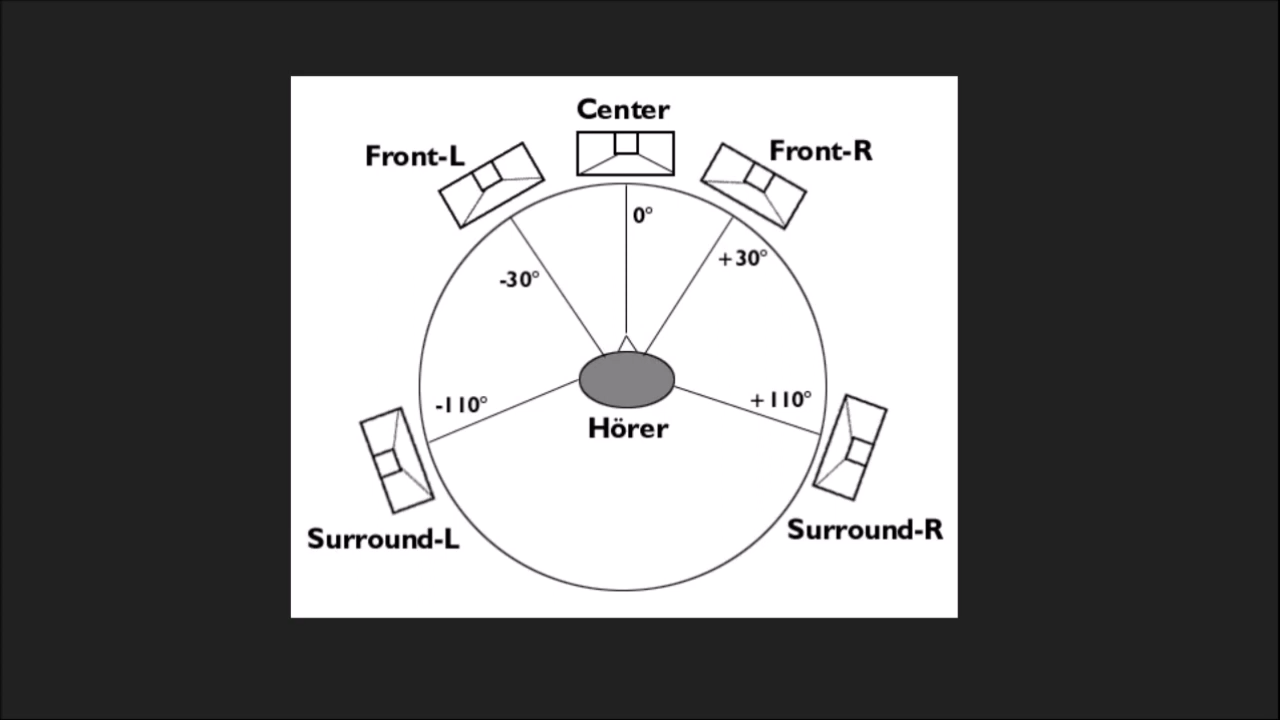 Center
Front-L
Front-R
0°
+30°
-30°
-110°
+110°
Hörer
Surround-L
Surround-R